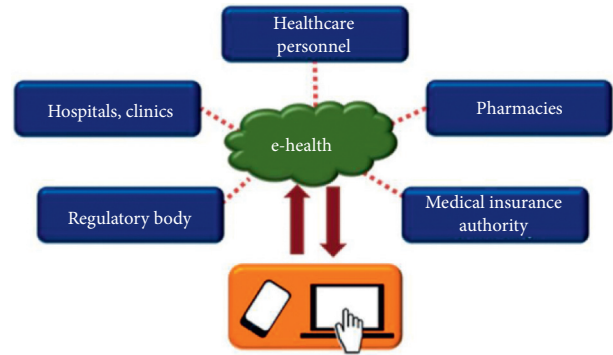 Healthcare
personnel
Hospitals, clinics
Pharmacies
e-health
Regulatory body
Medical insurance
authority